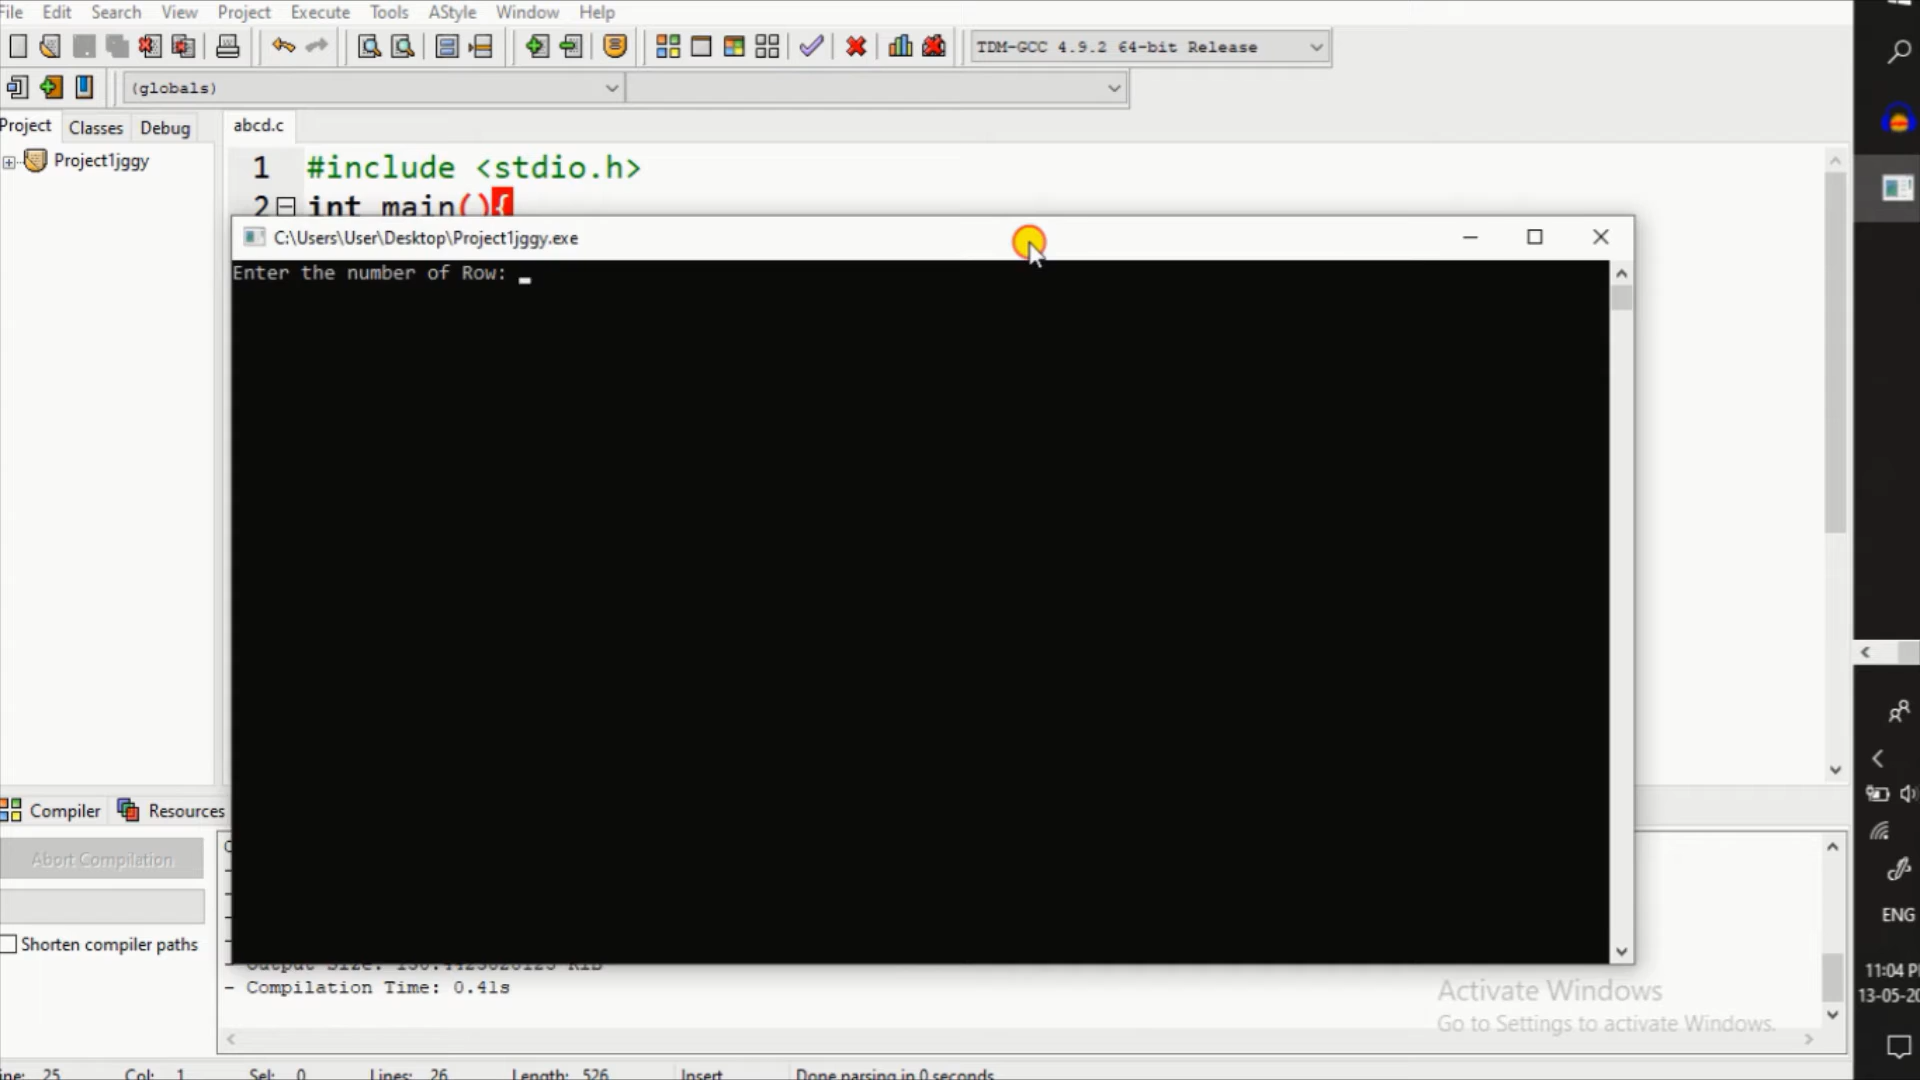 File Edit Search View Project Execute Tools AStyle Window Help
TDM-GCC 4.9.2 64-bit Release
(globals)
Project Classes Debug
abcd.c
Project1jggy
1 #include <stdio.h>
2 int main(){
C:\Users\User\Desktop\Project1jggy.exe
Enter the number of Row:
Compiler Resources
Abort Compilation
Shorten compiler paths
- Compilation Time: 0.41s
Activate Windows
Go to Settings to activate Windows.
ENG
11:04 P
13-05-20
Line: 25 Col: 1 Sel: 0 Lines: 26 Length: 526 Insert Done parsing in 0 seconds